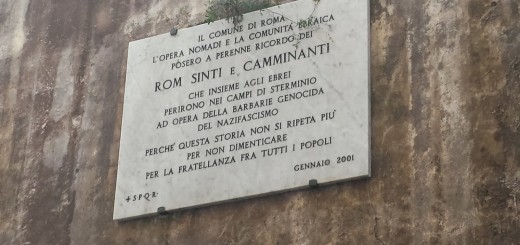 IL COMUNE DI ROMA
L'OPERA NOMADI E LA COMUNITÀ EBRAICA
POSERO A PERENNE RICORDO DEI
ROM SINTI E CAMMINANTI
CHE INSIEME AGLI EBREI
PERIRONO NEI CAMPI DI STERMINIO
AD OPERA DELLA BARBARIE GENOCIDA
DEL NAZIFASCISMO
PERCHÈ QUESTA STORIA NON SI RIPETA PIU'
PER NON DIMENTICARE
PER LA FRATELLANZA FRA TUTTI I POPOLI
GENNAIO 2001
+SPQR